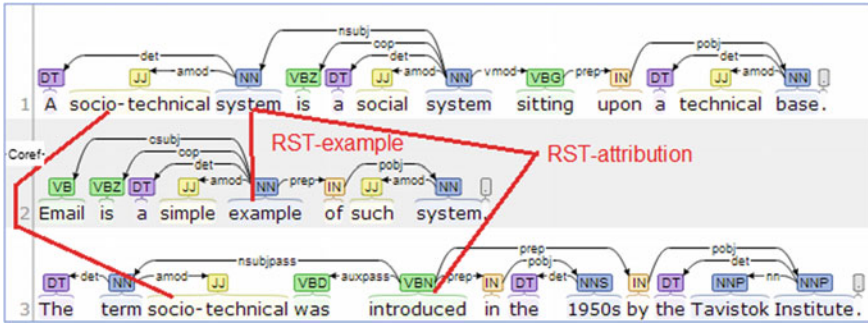 nsubj
det cop det pobj det
DT JJ amod NN VBZ DT JJ amod NN vmod VBG prep IN DT JJ amod NN .
1 A socio-technical system is a social system sitting upon a technical base.
Coref csubj RST-example RST-attribution
cop
det pobj
VB VBZ DT JJ amod NN prep IN JJ amod NN .
2 Email is a simple example of such system.
nsubjpass prep pobj
pobj det
DT det NN amod JJ VBD auxpass VBN prep IN DT det NNS IN DT NNP nn NNP .
3 The term socio-technical was introduced in the 1950s by the Tavistok Institute.